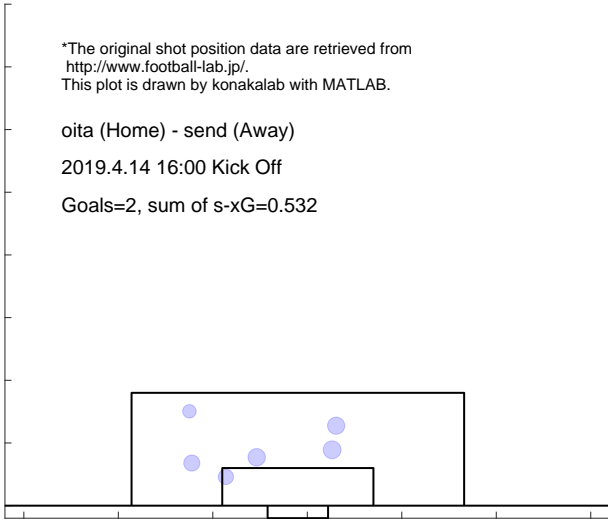 *The original shot position data are retrieved from
http://www.football-lab.jp/.
This plot is drawn by konakalab with MATLAB.
oita (Home) - send (Away)
2019.4.14 16:00 Kick Off
Goals=2, sum of s-xG=0.532